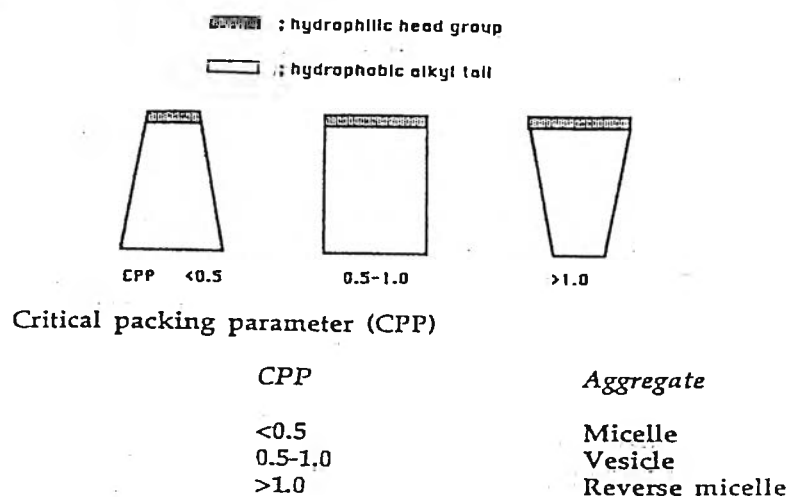 ; hydrophilic head group
; hydrophobic alkyl tail
CPP <0.5 0.5-1.0 >1.0
Critical packing parameter (CPP)
CPP Aggregate
<0.5 Micelle
0.5-1.0 Vesicle
>1.0 Reverse micelle